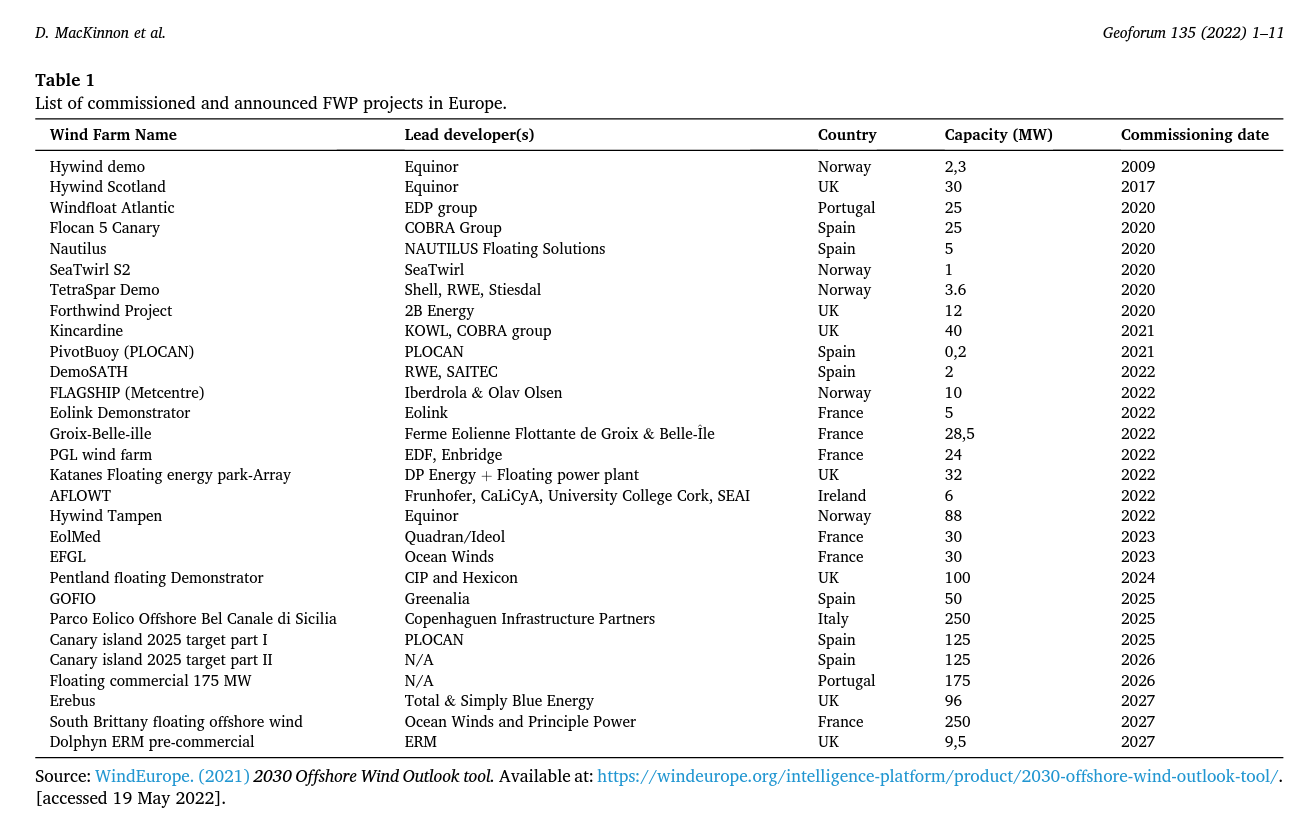 D. MacKinnon et al. Geoforum 135 (2022) 1–11
Table 1
List of commissioned and announced FWP projects in Europe.
Wind Farm Name Lead developer(s) Country Capacity (MW) Commissioning date
Hywind demo Equinor Norway 2,3 2009
Hywind Scotland Equinor UK 30 2017
Windfloat Atlantic EDP group Portugal 25 2020
Flocan 5 Canary COBRA Group Spain 25 2020
Nautilus NAUTILUS Floating Solutions Spain 5 2020
SeaTwirl S2 SeaTwirl Norway 1 2020
TetraSpar Demo Shell, RWE, Stiesdal Norway 3.6 2020
Forthwind Project 2B Energy UK 12 2020
Kincardine KOWL, COBRA group UK 40 2021
PivotBuoy (PLOCAN) PLOCAN Spain 0,2 2021
DemoSATH RWE, SAITEC Spain 2 2022
FLAGSHIP (Metcentre) Iberdrola & Olav Olsen Norway 10 2022
Eolink Demonstrator Eolink France 5 2022
Groix-Belle-ille Ferme Eolienne Flottante de Groix & Belle-Île France 28,5 2022
PGL wind farm EDF, Enbridge France 24 2022
Katanes Floating energy park-Array DP Energy + Floating power plant UK 32 2022
AFLOWT Frunhofer, CaLiCyA, University College Cork, SEAI Ireland 6 2022
Hywind Tampen Equinor Norway 88 2022
EolMed Quadran/Ideol France 30 2023
EFGL Ocean Winds France 30 2023
Pentland floating Demonstrator CIP and Hexicon UK 100 2024
GOFIO Greenalia Spain 50 2025
Parco Eolico Offshore Bel Canale di Sicilia Copenhaguen Infrastructure Partners Italy 250 2025
Canary island 2025 target part I PLOCAN Spain 125 2025
Canary island 2025 target part II N/A Spain 125 2026
Floating commercial 175 MW N/A Portugal 175 2026
Erebus Total & Simply Blue Energy UK 96 2027
South Brittany floating offshore wind Ocean Winds and Principle Power France 250 2027
Dolphyn ERM pre-commercial ERM UK 9,5 2027
Source: WindEurope. (2021) 2030 Offshore Wind Outlook tool. Available at: https://windeurope.org/intelligence-platform/product/2030-offshore-wind-outlook-tool/.
[accessed 19 May 2022].